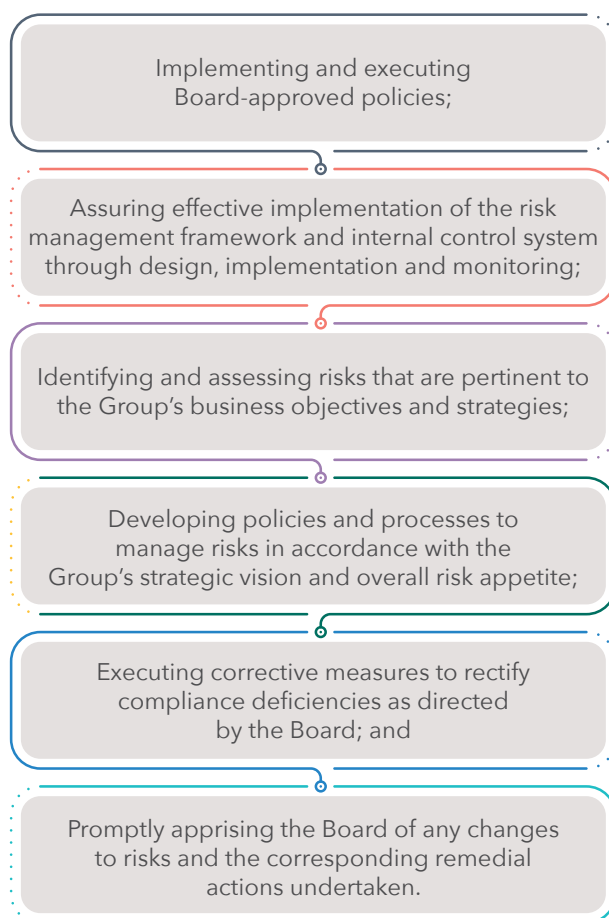 Implementing and executing
Board-approved policies;
Assuring effective implementation of the risk
management framework and internal control system
through design, implementation and monitoring;
Identifying and assessing risks that are pertinent to
the Group's business objectives and strategies;
Developing policies and processes to
manage risks in accordance with the
Group's strategic vision and overall risk appetite;
Executing corrective measures to rectify
compliance deficiencies as directed
by the Board; and
Promptly apprising the Board of any changes
to risks and the corresponding remedial
actions undertaken.